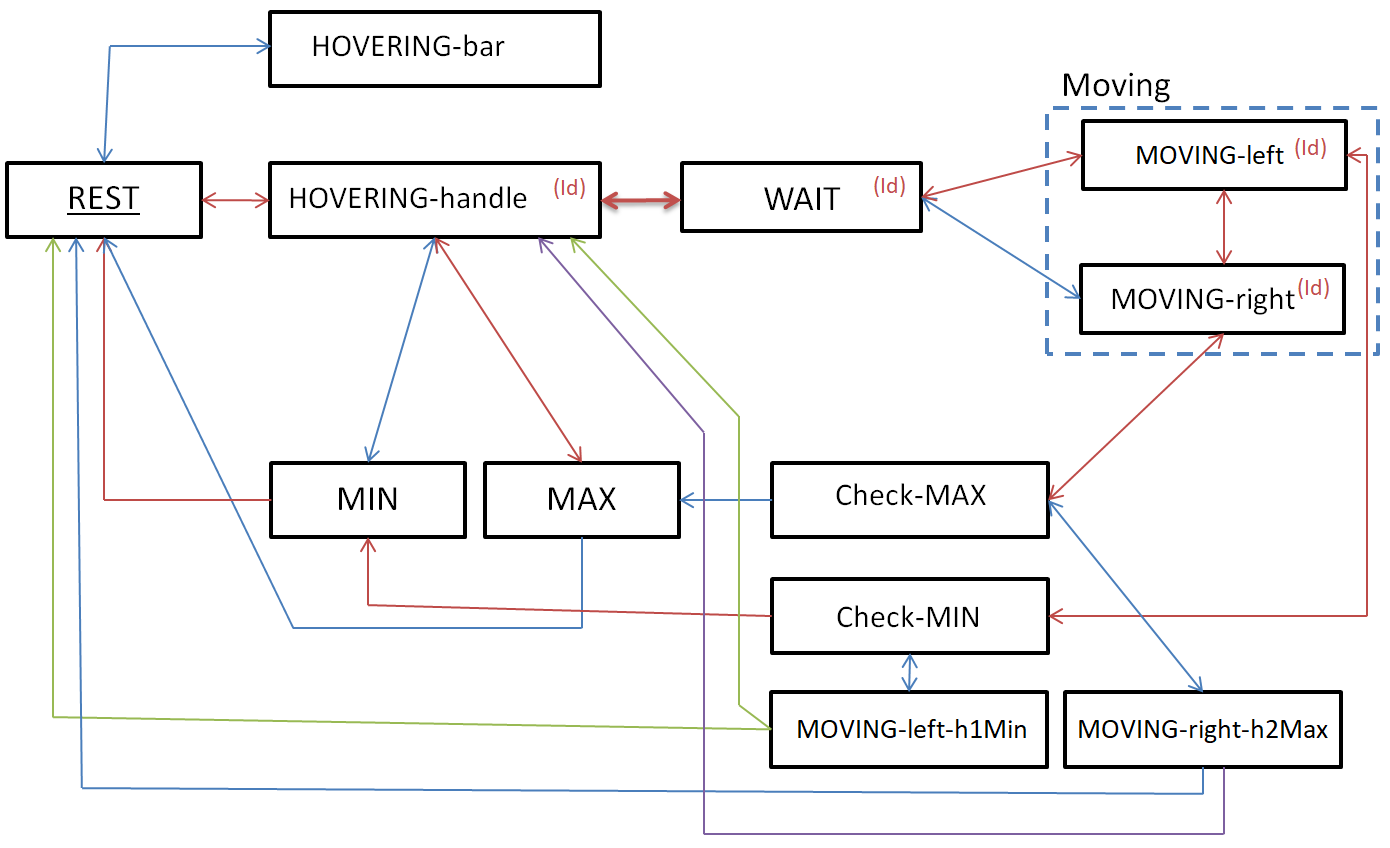 HOVERING-bar
Moving
MOVING-left (Id)
REST
HOVERING-handle (Id)
WAIT (Id)
MOVING-right (Id)
MIN
MAX
Check-MAX
Check-MIN
MOVING-left-h1Min
MOVING-right-h2Max